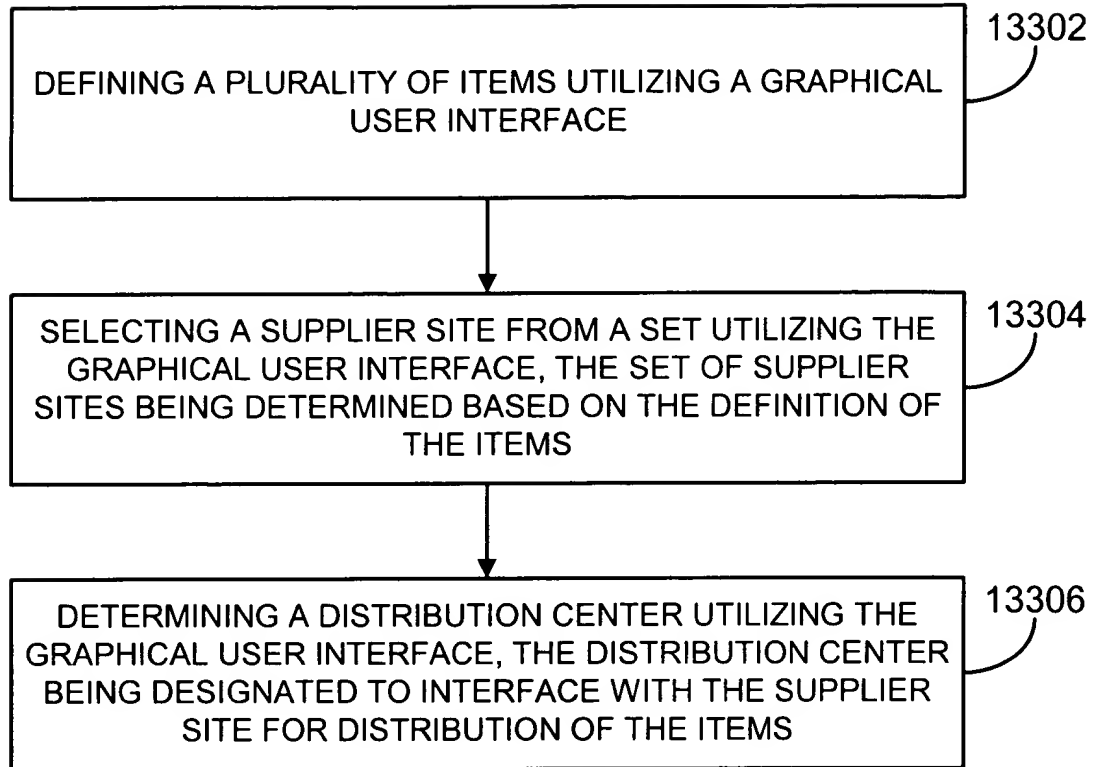 13302
DEFINING A PLURALITY OF ITEMS UTILIZING A GRAPHICAL
USER INTERFACE
13304
SELECTING A SUPPLIER SITE FROM A SET UTILIZING THE
GRAPHICAL USER INTERFACE, THE SET OF SUPPLIER
SITES BEING DETERMINED BASED ON THE DEFINITION OF
THE ITEMS
13306
DETERMINING A DISTRIBUTION CENTER UTILIZING THE
GRAPHICAL USER INTERFACE, THE DISTRIBUTION CENTER
BEING DESIGNATED TO INTERFACE WITH THE SUPPLIER
SITE FOR DISTRIBUTION OF THE ITEMS